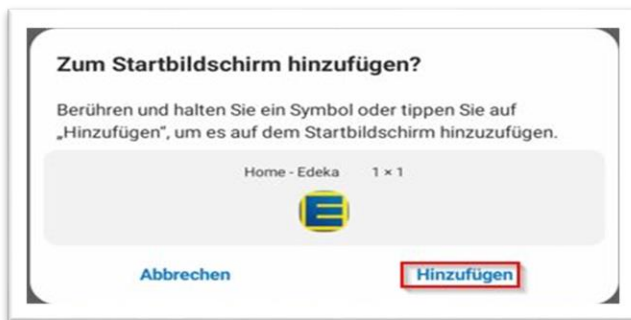 Zum Startbildschirm hinzufügen?
Berühren und halten Sie ein Symbol oder tippen Sie auf
„Hinzufügen“, um es auf dem Startbildschirm hinzuzufügen.
Home - Edeka 1 × 1
E
Abbrechen Hinzufügen